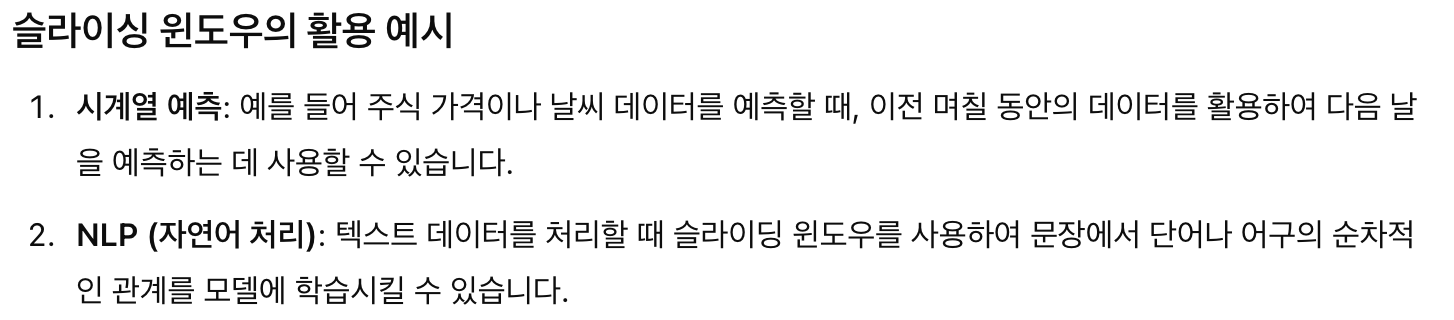 슬라이싱 윈도우의 활용 예시
1. 시계열 예측: 예를 들어 주식 가격이나 날씨 데이터를 예측할 때, 이전 며칠 동안의 데이터를 활용하여 다음 날
을 예측하는 데 사용할 수 있습니다.
2. NLP (자연어 처리): 텍스트 데이터를 처리할 때 슬라이딩 윈도우를 사용하여 문장에서 단어나 어구의 순차적
인 관계를 모델에 학습시킬 수 있습니다.